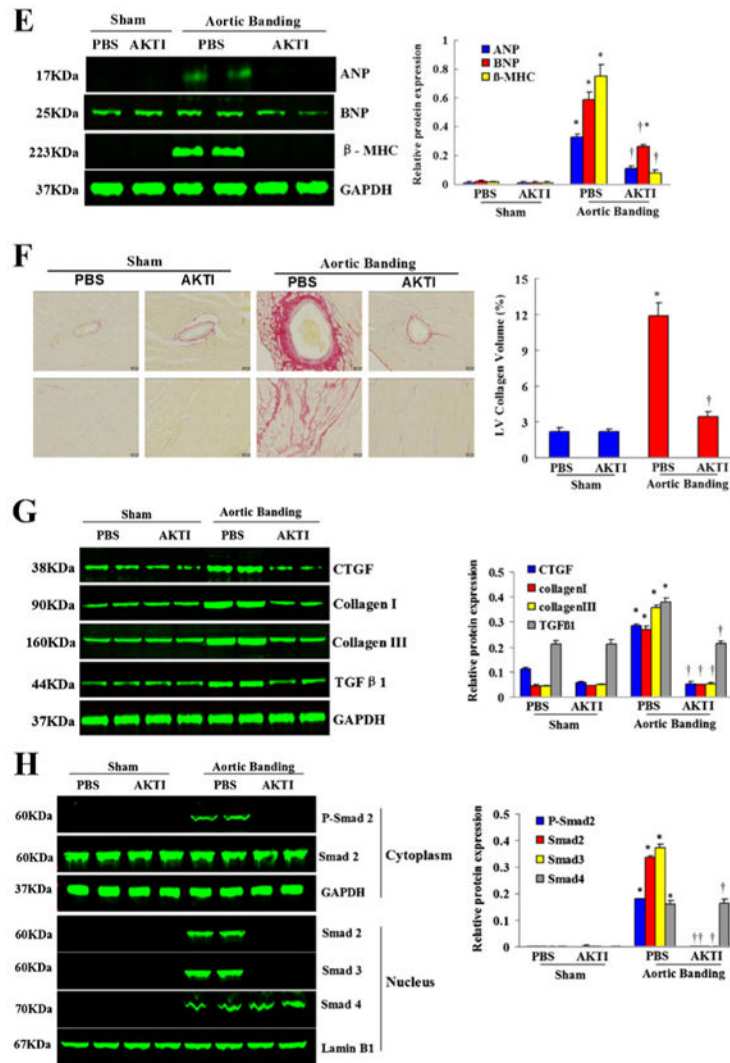 E
Sham Aortic Banding
PBS AKTI PBS AKTI
17KDa ANP
25KDa BNP
223KDa β-MHC
37KDa GAPDH
ANP
BNP
ß-MHC
Relative protein expression
1
0.8
0.6
0.4
0.2
0
* * * † †* †
PBS AKTI PBS AKTI
Sham Aortic Banding
F
Sham Aortic Banding
PBS AKTI PBS AKTI
LV Collagen Volume (%)
15
12
9
6
3
0
* †
PBS AKTI PBS AKTI
Sham Aortic Banding
G
Sham Aortic Banding
PBS AKTI PBS AKTI
38KDa CTGF
90KDa Collagen I
160KDa Collagen III
44KDa TGFβ1
37KDa GAPDH
CTGF
collagenI
collagenIII
TGFß1
Relative protein expression
0.5
0.4
0.3
0.2
0.1
0
* * * * † † † †
PBS AKTI PBS AKTI
Sham Aortic Banding
H
Sham Aortic Banding
PBS AKTI PBS AKTI
60KDa P-Smad 2
60KDa Smad 2 Cytoplasm
37KDa GAPDH
60KDa Smad 2
60KDa Smad 3 Nucleus
70KDa Smad 4
67KDa Lamin B1
P-Smad2
Smad2
Smad3
Smad4
Relative protein expression
0.5
0.4
0.3
0.2
0.1
0
* * * * †† † †
PBS AKTI PBS AKTI
Sham Aortic Banding